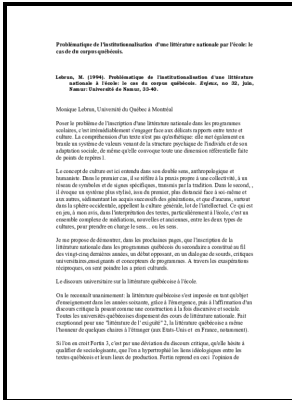 Problématique de l'institutionnalisation d'une littérature nationale par l'école: le
cas de du corpus québécois.
Lebrun, M. (1994). Problématique de l'institutionnalisation d'une littérature
nationale à l'école: le cas du corpus québécois. Enjeux, no 32, juin,
Namur: Université de Namur, 33-40.
Monique Lebrun, Université du Québec à Montréal
Poser le problème de l'inscription d'une littérature nationale dans les programmes
scolaires, c'est irrémédiablement s'engager face aux délicats rapports entre texte et
culture. La compréhension d'un texte n'est pas qu'esthétique: elle met également en
branle un système de valeurs venant de la structure psychique de l'individu et de son
adaptation sociale, de même qu'elle convoque toute une dimension référentielle faite
de points de repères 1.
Le concept de culture est ici entendu dans son double sens, anthropologique et
humaniste. Dans le premier cas, il se réfère à la praxis propre à une collectivité, à un
réseau de symboles et de signes spécifiques, transmis par la tradition. Dans le second, ,
il évoque un système plus stylisé, issu du premier, plus distancié face à soi-même et
aux autres, sédimentant les acquis successifs des générations, et que d'aucuns, surtout
dans la sphère occidentale, appellent la culture générale, lot de l'intellectuel. Ce qui est
en jeu, à mon avis, dans l'interprétation des textes, particulièrement à l'école, c'est un
ensemble complexe de médiations, nouvelles et anciennes, entre les deux types de
cultures, pour prendre en charge le sens... ou les sens.
Je me propose de démontrer, dans les prochaines pages, que l'inscription de la
littérature nationale dans les programmes québécois du secondaire a constitué au fil
des vingt-cinq dernières années, un débat opposant, en un dialogue de sourds, critiques
universitaires, enseignants et concepteurs de programmes. A travers les exaspérations
réciproques, on sent poindre les a priori culturels.
Le discours universitaire sur la littérature québécoise à l'école
On le reconnaît unanimement: la littérature québécoise s'est imposée en tant qu'objet
d'enseignement dans les années soixante, grâce à l'émergence, puis à l'affirmation d'un
discours critique la posant comme une construction à la fois discursive et sociale.
Toutes les universités québécoises dispensent des cours de littérature nationale. Fait
exceptionnel pour une "littérature de l'exiguïté" 2, la littérature québécoise a même
l'honneur de quelques chaires à l'étranger (aux Etats-Unis et en France, notamment).
Si l'on en croit Fortin 3, c'est par une déviation du discours critique, qu'elle hésite à
qualifier de sociologisante, que l'on a hypertrophié les liens idéologiques entre les
textes québécois et leurs lieux de production. Fortin reprend en ceci l'opinion de